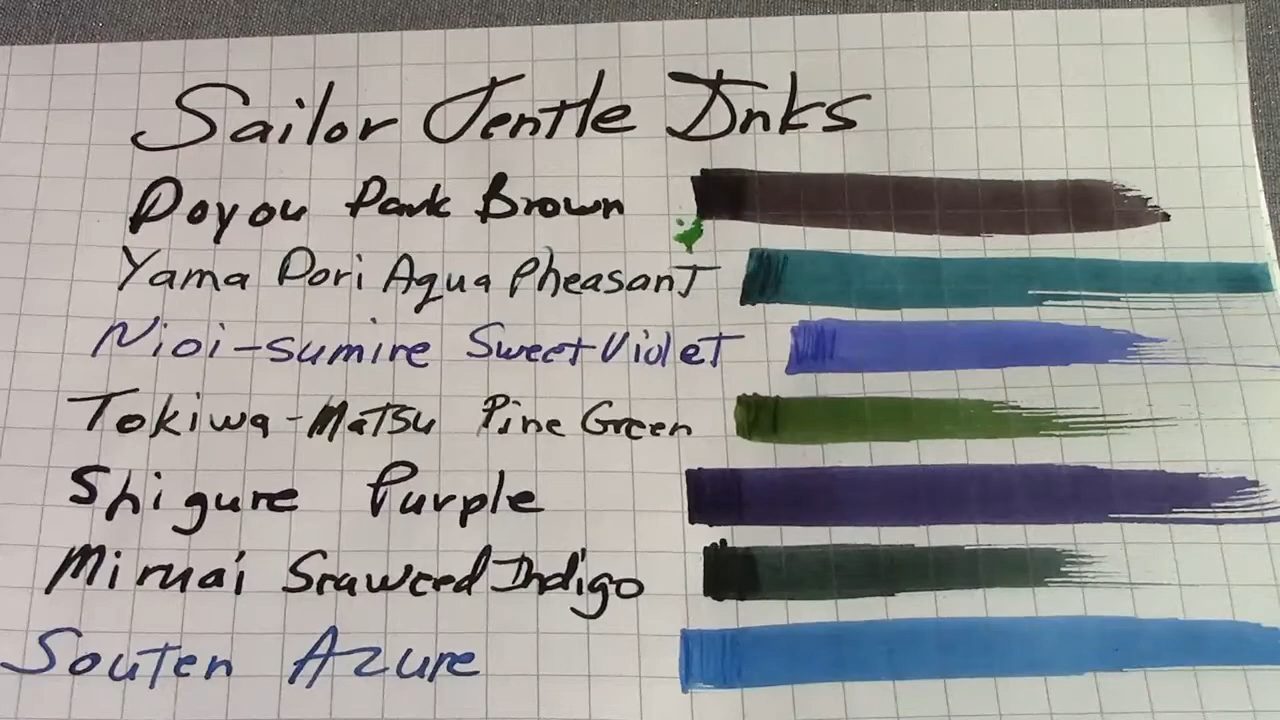 Sailor Jentle Inks
Doyou Dark Brown
Yama Dori Aqua Pheasant
Nioi-sumire Sweet Violet
Tokiwa-Matsu Pine Green
Shigure Purple
Miruai Seaweed Indigo
Souten Azure